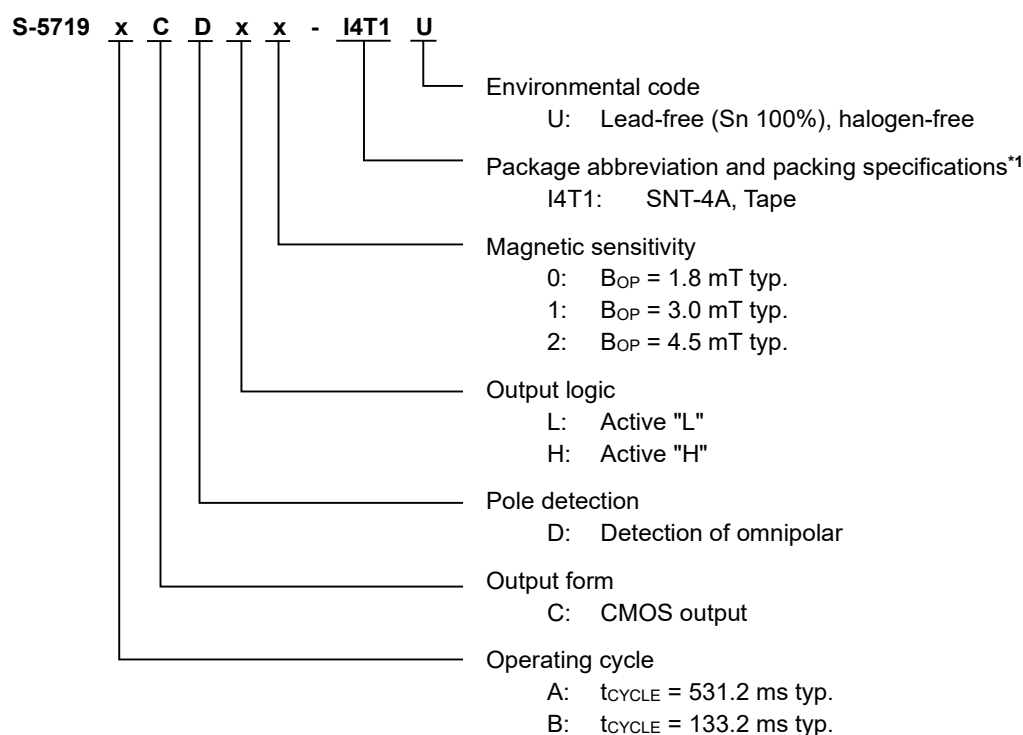 S-5719 x C D x x - I4T1 U
Environmental code
U: Lead-free (Sn 100%), halogen-free
Package abbreviation and packing specifications*1
I4T1: SNT-4A, Tape
Magnetic sensitivity
0: BOP = 1.8 mT typ.
1: BOP = 3.0 mT typ.
2: BOP = 4.5 mT typ.
Output logic
L: Active "L"
H: Active "H"
Pole detection
D: Detection of omnipolar
Output form
C: CMOS output
Operating cycle
A: tCYCLE = 531.2 ms typ.
B: tCYCLE = 133.2 ms typ.